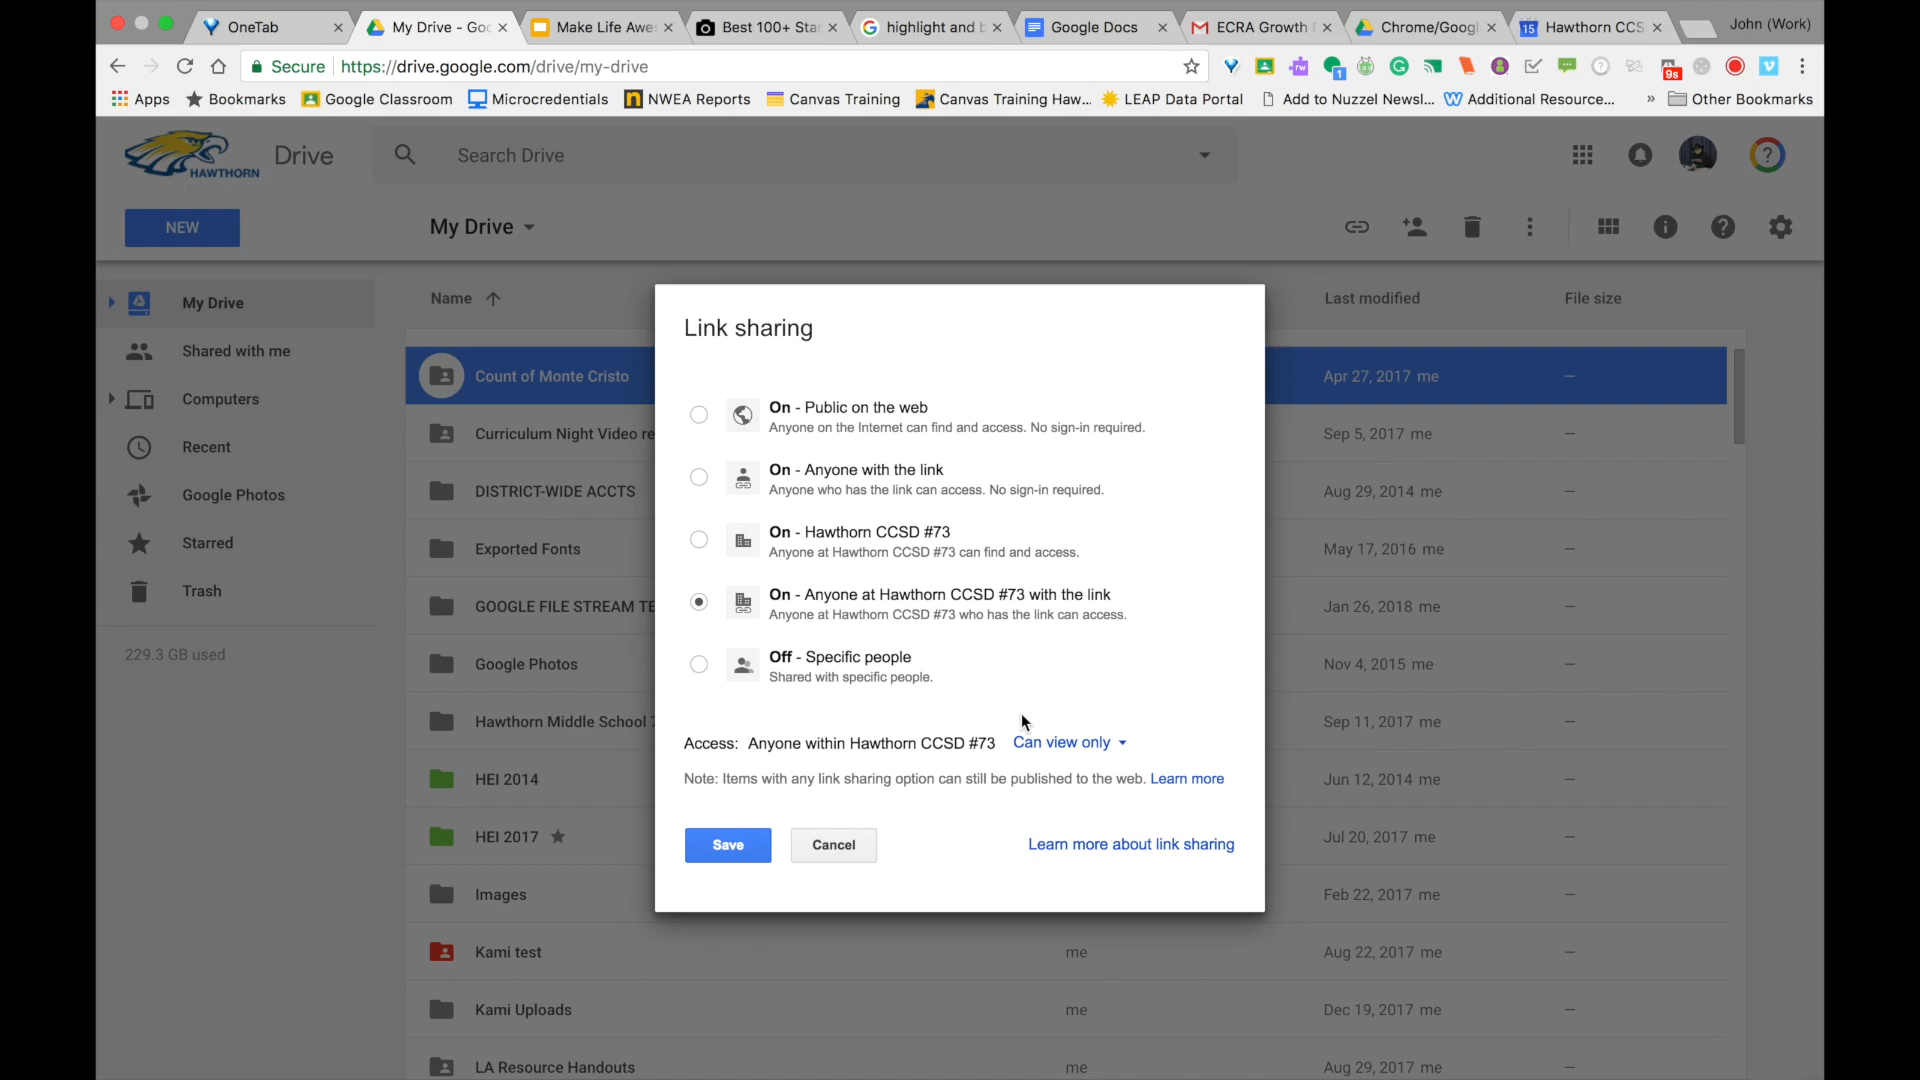 OneTab
My Drive - Goo
Make Life Awe
Best 100+ Star
highlight and b
Google Docs
ECRA Growth
Chrome/Googl
15
Hawthorn CCS
John (Work)
Secure
https://drive.google.com/drive/my-drive
1
9s
Apps
Bookmarks
Google Classroom
Microcredentials
NWEA Reports
Canvas Training
Canvas Training Haw...
LEAP Data Portal
Add to Nuzzel Newsl...
Additional Resource...
»
Other Bookmarks
HAWTHORN
Drive
Search Drive
NEW
My Drive
My Drive
Shared with me
Computers
Recent
Google Photos
Starred
Trash
229.3 GB used
Name
Last modified
File size
Count of Monte Cristo
Apr 27, 2017 me
–
Curriculum Night Video re
Sep 5, 2017 me
–
DISTRICT-WIDE ACCTS
Aug 29, 2014 me
–
Exported Fonts
May 17, 2016 me
–
GOOGLE FILE STREAM TE
Jan 26, 2018 me
–
Google Photos
Nov 4, 2015 me
–
Hawthorn Middle School
Sep 11, 2017 me
–
HEI 2014
Jun 12, 2014 me
–
HEI 2017
Jul 20, 2017 me
–
Images
Feb 22, 2017 me
–
Kami test
me
Aug 22, 2017 me
–
Kami Uploads
me
Dec 19, 2017 me
–
LA Resource Handouts
me
Aug 29, 2017 me
–
Link sharing
On - Public on the web
Anyone on the Internet can find and access. No sign-in required.
On - Anyone with the link
Anyone who has the link can access. No sign-in required.
On - Hawthorn CCSD #73
Anyone at Hawthorn CCSD #73 can find and access.
On - Anyone at Hawthorn CCSD #73 with the link
Anyone at Hawthorn CCSD #73 who has the link can access.
Off - Specific people
Shared with specific people.
Access: Anyone within Hawthorn CCSD #73 Can view only
Note: Items with any link sharing option can still be published to the web. Learn more
Save
Cancel
Learn more about link sharing